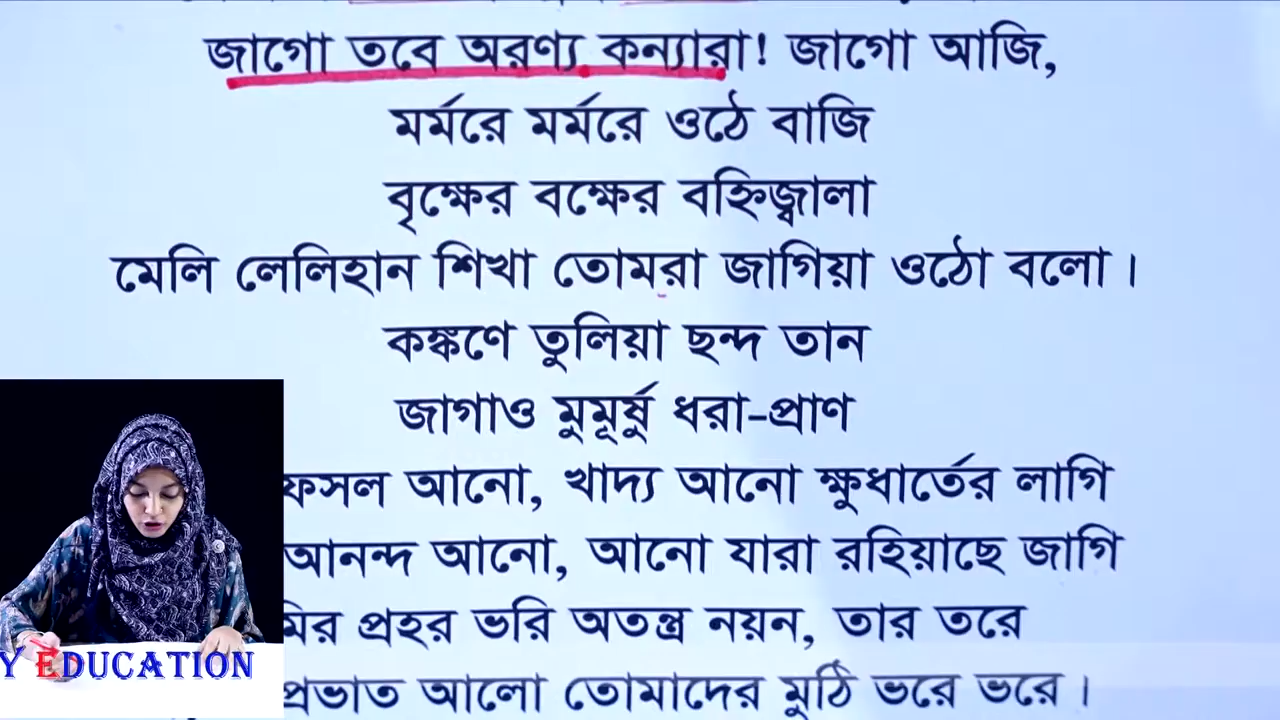 জাগো তবে অরণ্য কন্যারা! জাগো আজি,
মর্মরে মর্মরে ওঠে বাজি
বৃক্ষের বক্ষের বহ্নিজ্বালা
মেলি লেলিহান শিখা তোমরা জাগিয়া ওঠো বলো।
কঙ্কণে তুলিয়া ছন্দ তান
জাগাও মুমূর্ষু ধরা-প্রাণ
ফসল আনো, খাদ্য আনো ক্ষুধার্তের লাগি
আনন্দ আনো, আনো যারা রহিয়াছে জাগি
মির প্রহর ভরি অতন্ত্র নয়ন, তার তরে
প্রভাত আলো তোমাদের মুঠি ভরে ভরে।
Y EDUCATION